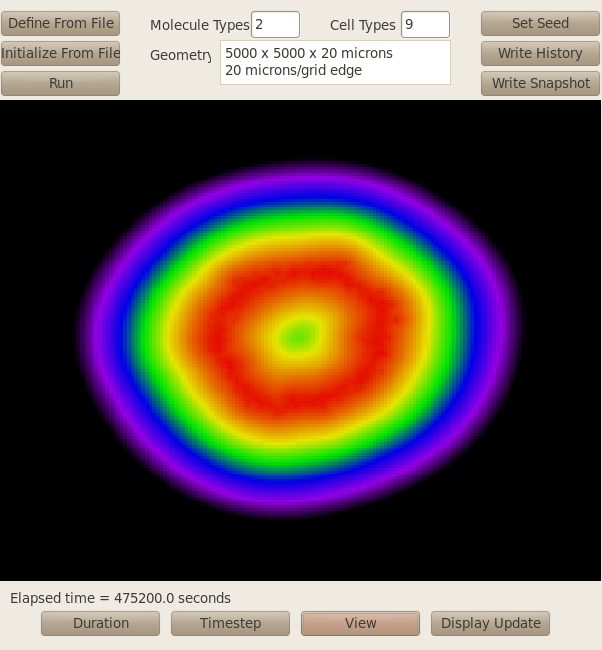 Define From File
Molecule Types 2
Cell Types 9
Set Seed
Initialize From File
Geometry
5000 x 5000 x 20 microns
20 microns/grid edge
Write History
Run
Write Snapshot
Elapsed time = 475200.0 seconds
Duration
Timestep
View
Display Update